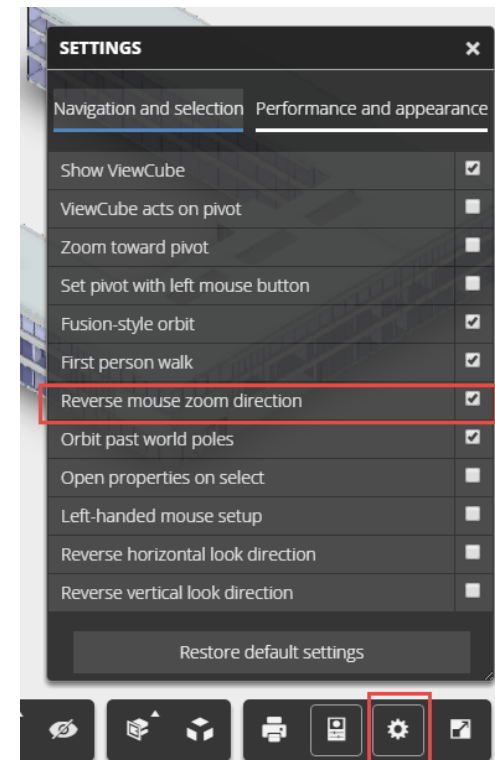 SETTINGS
Navigation and selection Performance and appearance
Show ViewCube
ViewCube acts on pivot
Zoom toward pivot
Set pivot with left mouse button
Fusion-style orbit
First person walk
Reverse mouse zoom direction
Orbit past world poles
Open properties on select
Left-handed mouse setup
Reverse horizontal look direction
Reverse vertical look direction
Restore default settings